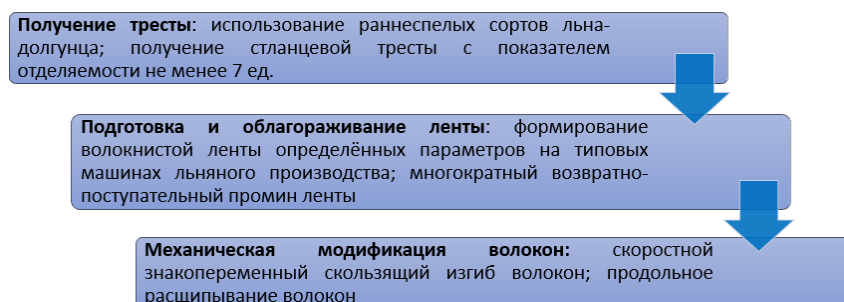 Получение тресты: использование раннеспелых сортов льна-
долгунца; получение стланцевой тресты с показателем
отделяемости не менее 7 ед.
Подготовка и облагораживание ленты: формирование
волокнистой ленты определённых параметров на типовых
машинах льняного производства; многократный возвратно-
поступательный промин ленты
Механическая модификация волокон: скоростной
знакопеременный скользящий изгиб волокон; продольное
расщипывание волокон